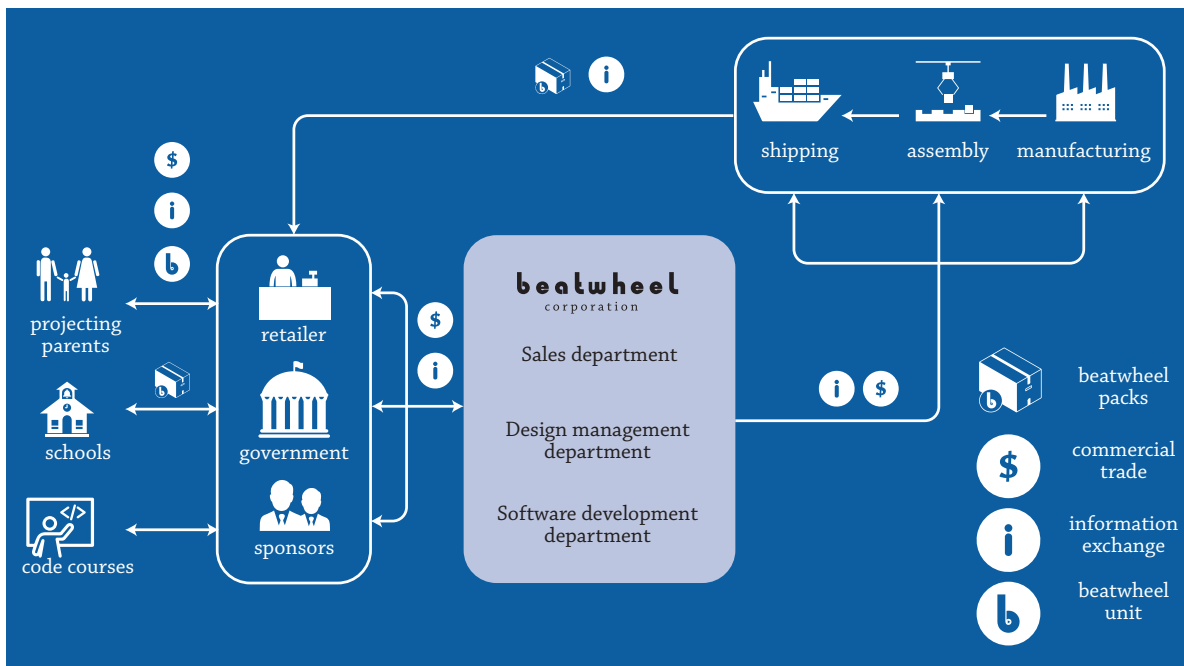 i
shipping
assembly
manufacturing
$
i
b
projecting
parents
retailer
$
i
schools
government
code courses
</>
sponsors
beatwheel
corporation
Sales department
Design management
department
Software development
department
i
$
b
beatwheel
packs
$
commercial
trade
i
information
exchange
b
beatwheel
unit